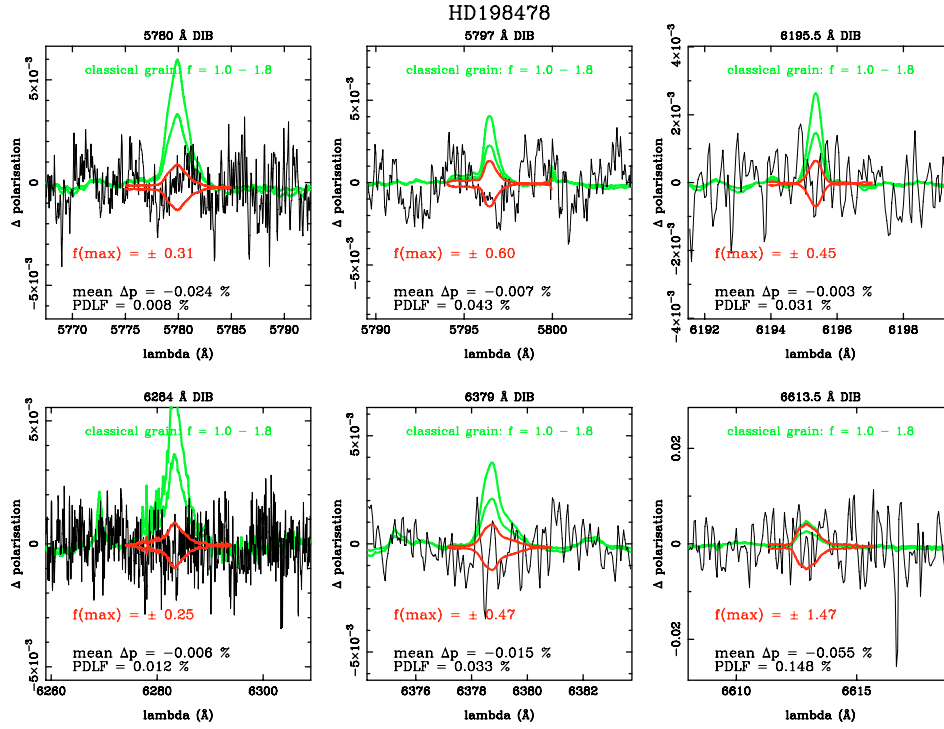 HD198478
5780 Å DIB
classical grain: f = 1.0 − 1.8
Δ polarisation
5×10⁻³
0
−5×10⁻³
f(max) = ± 0.31
mean Δp = −0.024 %
PDLF = 0.008 %
5770 5775 5780 5785 5790
lambda (Å)
5797 Å DIB
classical grain: f = 1.0 − 1.8
Δ polarisation
5×10⁻³
0
−5×10⁻³
f(max) = ± 0.60
mean Δp = −0.007 %
PDLF = 0.043 %
5790 5795 5800
lambda (Å)
6195.5 Å DIB
classical grain: f = 1.0 − 1.8
Δ polarisation
4×10⁻³
2×10⁻³
0
−2×10⁻³
−4×10⁻³
f(max) = ± 0.45
mean Δp = −0.003 %
PDLF = 0.031 %
6192 6194 6196 6198
lambda (Å)
6284 Å DIB
classical grain: f = 1.0 − 1.8
Δ polarisation
5×10⁻³
0
−5×10⁻³
f(max) = ± 0.25
mean Δp = −0.006 %
PDLF = 0.012 %
6260 6280 6300
lambda (Å)
6379 Å DIB
classical grain: f = 1.0 − 1.8
Δ polarisation
5×10⁻³
0
−5×10⁻³
f(max) = ± 0.47
mean Δp = −0.015 %
PDLF = 0.033 %
6376 6378 6380 6382
lambda (Å)
6613.5 Å DIB
classical grain: f = 1.0 − 1.8
Δ polarisation
0.02
0
−0.02
f(max) = ± 1.47
mean Δp = −0.055 %
PDLF = 0.148 %
6610 6615
lambda (Å)